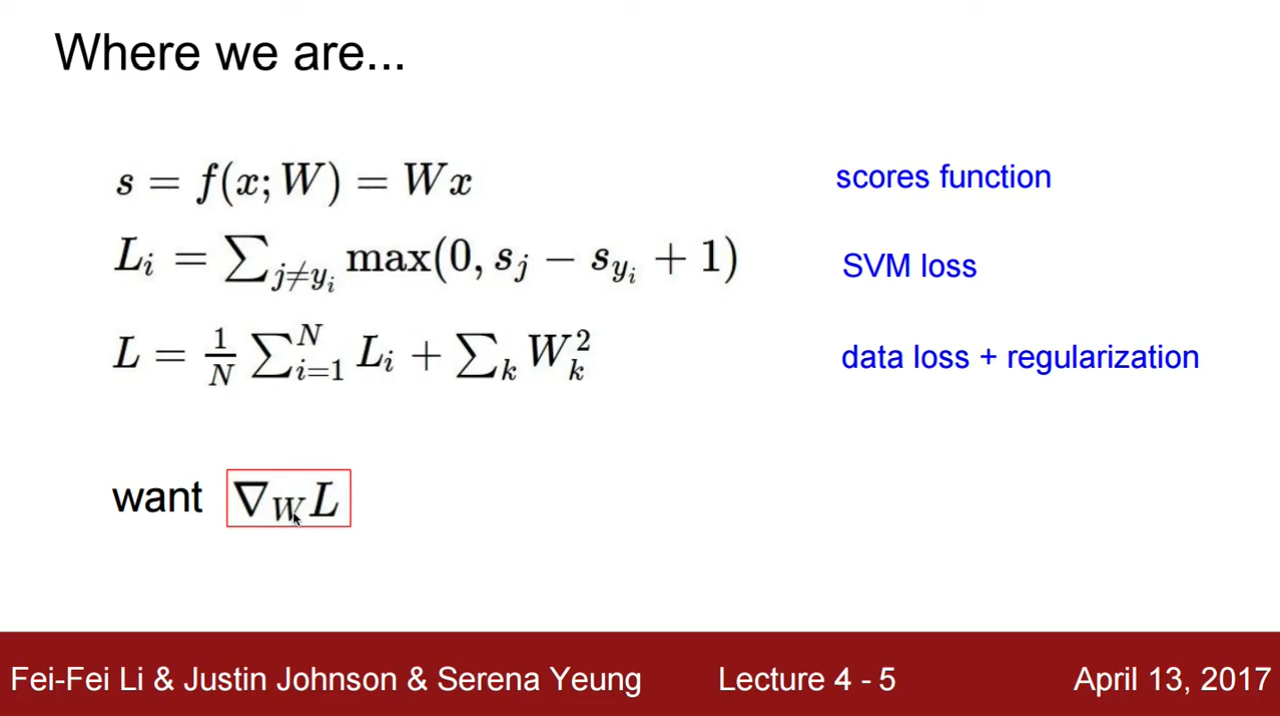 Where we are...
s = f(x; W) = Wx
scores function
L_i = ∑_{j≠y_i} max(0, s_j − s_{y_i} + 1)
SVM loss
L = \frac{1}{N} ∑_{i=1}^{N} L_i + ∑_k W_k^2
data loss + regularization
want ∇_W L
Fei-Fei Li & Justin Johnson & Serena Yeung Lecture 4 - 5 April 13, 2017